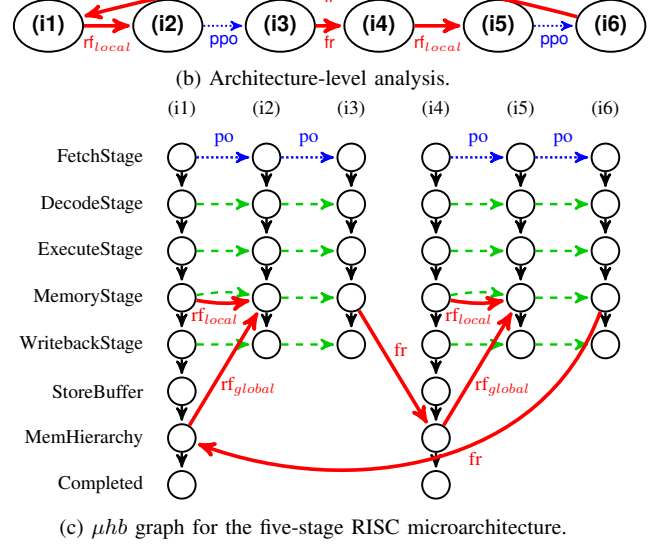 (i1) (i2) (i3) (i4) (i5) (i6)
rf_local ppo fr rf_local ppo
(b) Architecture-level analysis.
(i1) (i2) (i3) (i4) (i5) (i6)
po po po po
FetchStage
DecodeStage
ExecuteStage
MemoryStage
rf_local rf_local
WritebackStage
fr
rf_global rf_global
StoreBuffer
MemHierarchy
fr
Completed
(c) μhb graph for the five-stage RISC microarchitecture.